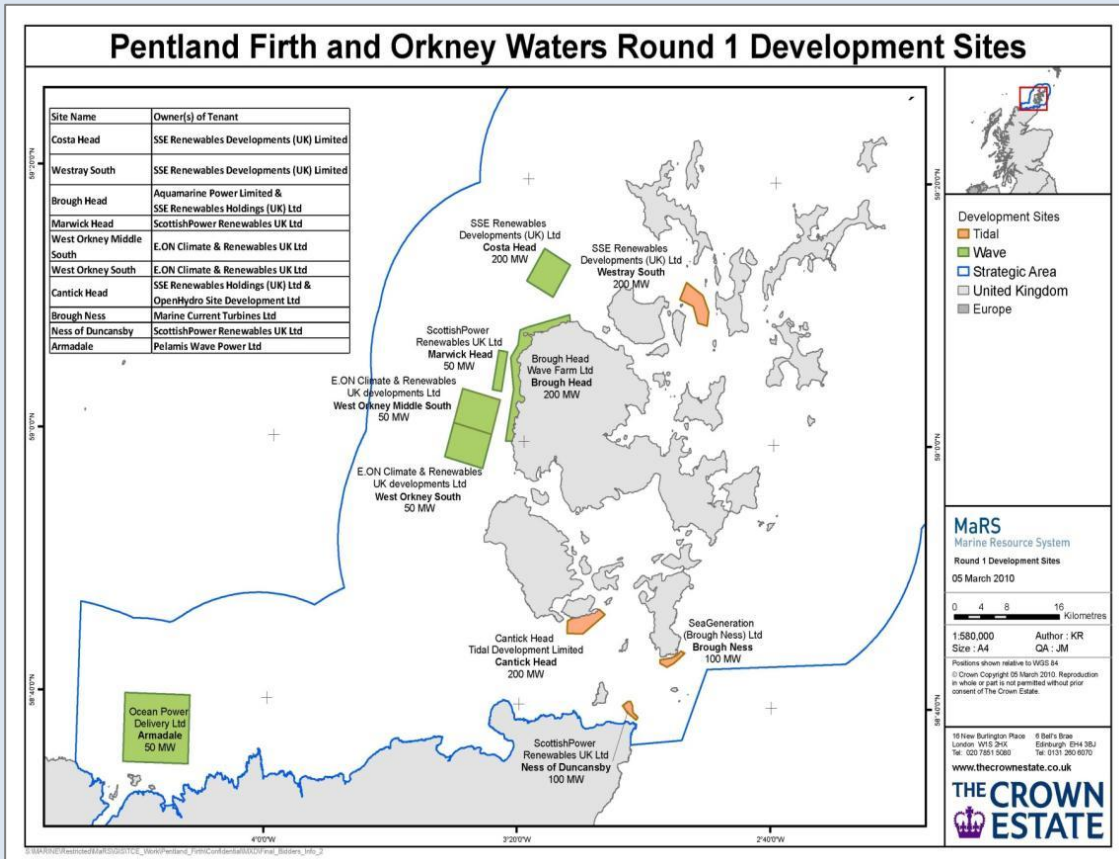 Pentland Firth and Orkney Waters Round 1 Development Sites
Site Name Owner(s) of Tenant
Costa Head SSE Renewables Developments (UK) Limited
Westray South SSE Renewables Developments (UK) Limited
Brough Head Aquamarine Power Limited &
SSE Renewables Holdings (UK) Ltd
Marwick Head ScottishPower Renewables UK Ltd
West Orkney Middle
South E.ON Climate & Renewables UK Ltd
West Orkney South E.ON Climate & Renewables UK Ltd
Cantick Head SSE Renewables Holdings (UK) Ltd &
OpenHydro Site Development Ltd
Brough Ness Marine Current Turbines Ltd
Ness of Duncansby ScottishPower Renewables UK Ltd
Armadale Pelamis Wave Power Ltd
SSE Renewables
Developments (UK) Ltd
Costa Head
200 MW
SSE Renewables
Developments (UK) Ltd
Westray South
200 MW
ScottishPower
Renewables UK Ltd
Marwick Head
50 MW
Brough Head
Wave Farm Ltd
Brough Head
200 MW
E.ON Climate & Renewables
UK developments Ltd
West Orkney Middle South
50 MW
E.ON Climate & Renewables
UK developments Ltd
West Orkney South
50 MW
Cantick Head
Tidal Development Limited
Cantick Head
200 MW
SeaGeneration
(Brough Ness) Ltd
Brough Ness
100 MW
Ocean Power
Delivery Ltd
Armadale
50 MW
ScottishPower
Renewables UK Ltd
Ness of Duncansby
100 MW
59°20'0"N
59°0'0"N
58°40'0"N
59°20'0"N
59°0'0"N
58°40'0"N
4°0'0"W
3°20'0"W
2°40'0"W
Development Sites
Tidal
Wave
Strategic Area
United Kingdom
Europe
MaRS
Marine Resource System
Round 1 Development Sites
05 March 2010
0 4 8 16
Kilometres
1:580,000 Author : KR
Size : A4 QA : JM
Positions shown relative to WGS 84
© Crown Copyright 05 March 2010. Reproduction
in whole or part is not permitted without prior
consent of The Crown Estate.
16 New Burlington Place 6 Bell's Brae
London W1S 2HX Edinburgh EH4 3BJ
Tel: 020 7851 5080 Tel: 0131 260 6070
www.thecrownestate.co.uk
THE CROWN
ESTATE